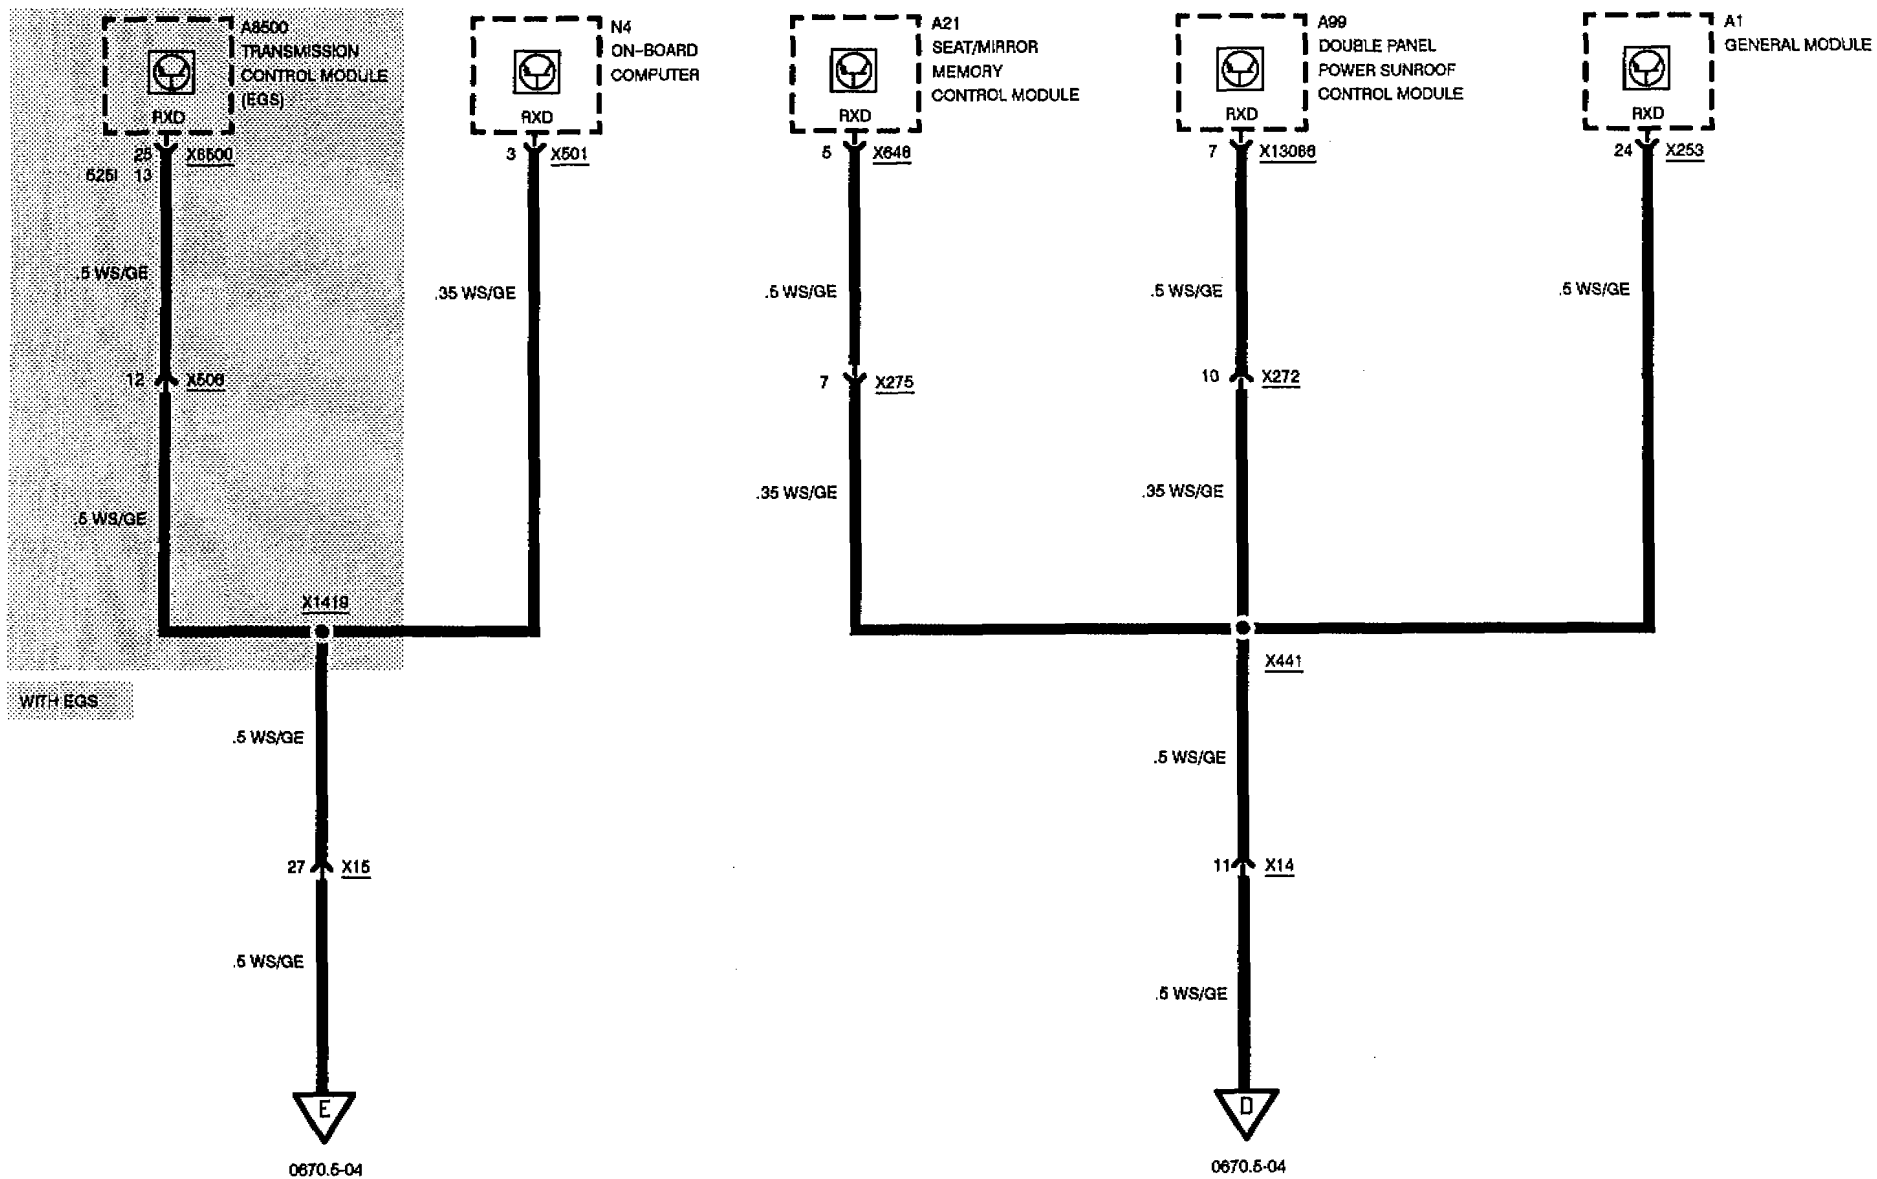 A8500
TRANSMISSION
CONTROL MODULE
(EGS)
RXD
N4
ON-BOARD
COMPUTER
RXD
A21
SEAT/MIRROR
MEMORY
CONTROL MODULE
RXD
A99
DOUBLE PANEL
POWER SUNROOF
CONTROL MODULE
RXD
A1
GENERAL MODULE
RXD
X8500
525I 13
3 X501
5 X648
7
24 X253
.5 WS/GE
.35 WS/GE
.5 WS/GE
.5 WS/GE
.5 WS/GE
12
7 X275
10 X272
.5 WS/GE
.35 WS/GE
.35 WS/GE
X1419
X441
WITH EGS
.5 WS/GE
.5 WS/GE
27 X15
11 X14
.5 WS/GE
.5 WS/GE
E
D
0670.5-04
0670.5-04